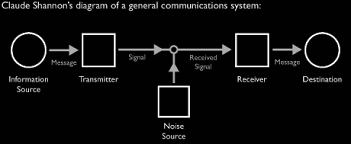 Claude Shannon's diagram of a general communications system:
Message
Signal
Received
Signal
Message
Information
Source
Transmitter
Receiver
Destination
Noise
Source